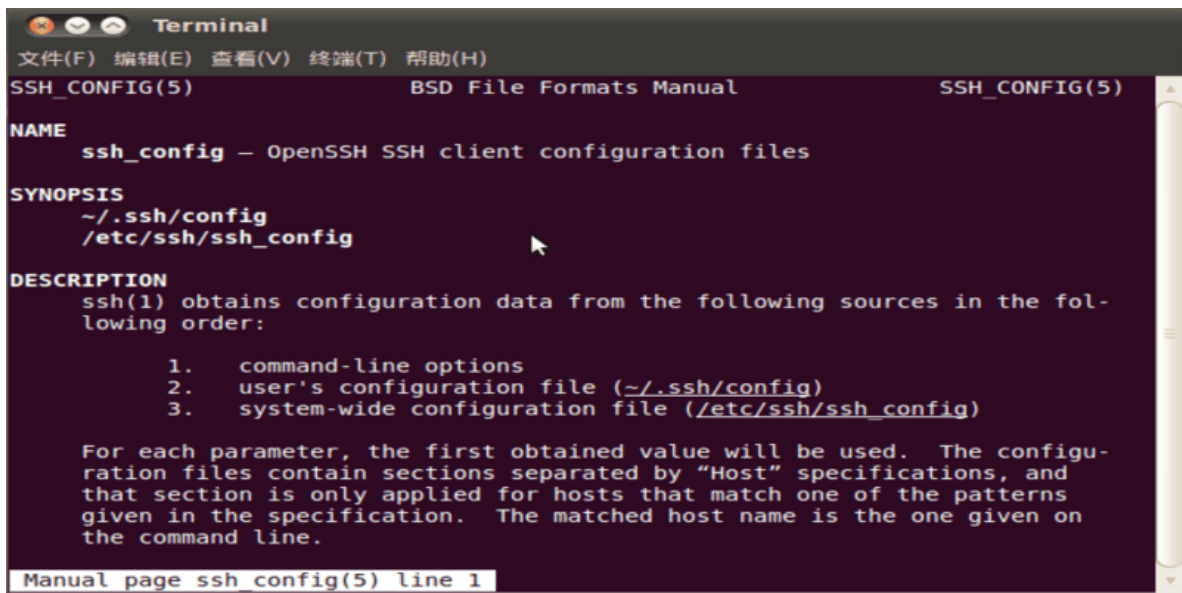 Terminal
文件(F) 编辑(E) 查看(V) 终端(T) 帮助(H)
SSH_CONFIG(5) BSD File Formats Manual SSH_CONFIG(5)
NAME
ssh_config — OpenSSH SSH client configuration files
SYNOPSIS
~/.ssh/config
/etc/ssh/ssh_config
DESCRIPTION
ssh(1) obtains configuration data from the following sources in the fol-
lowing order:
1. command-line options
2. user's configuration file (~/.ssh/config)
3. system-wide configuration file (/etc/ssh/ssh_config)
For each parameter, the first obtained value will be used. The configu-
ration files contain sections separated by “Host” specifications, and
that section is only applied for hosts that match one of the patterns
given in the specification. The matched host name is the one given on
the command line.
Manual page ssh_config(5) line 1